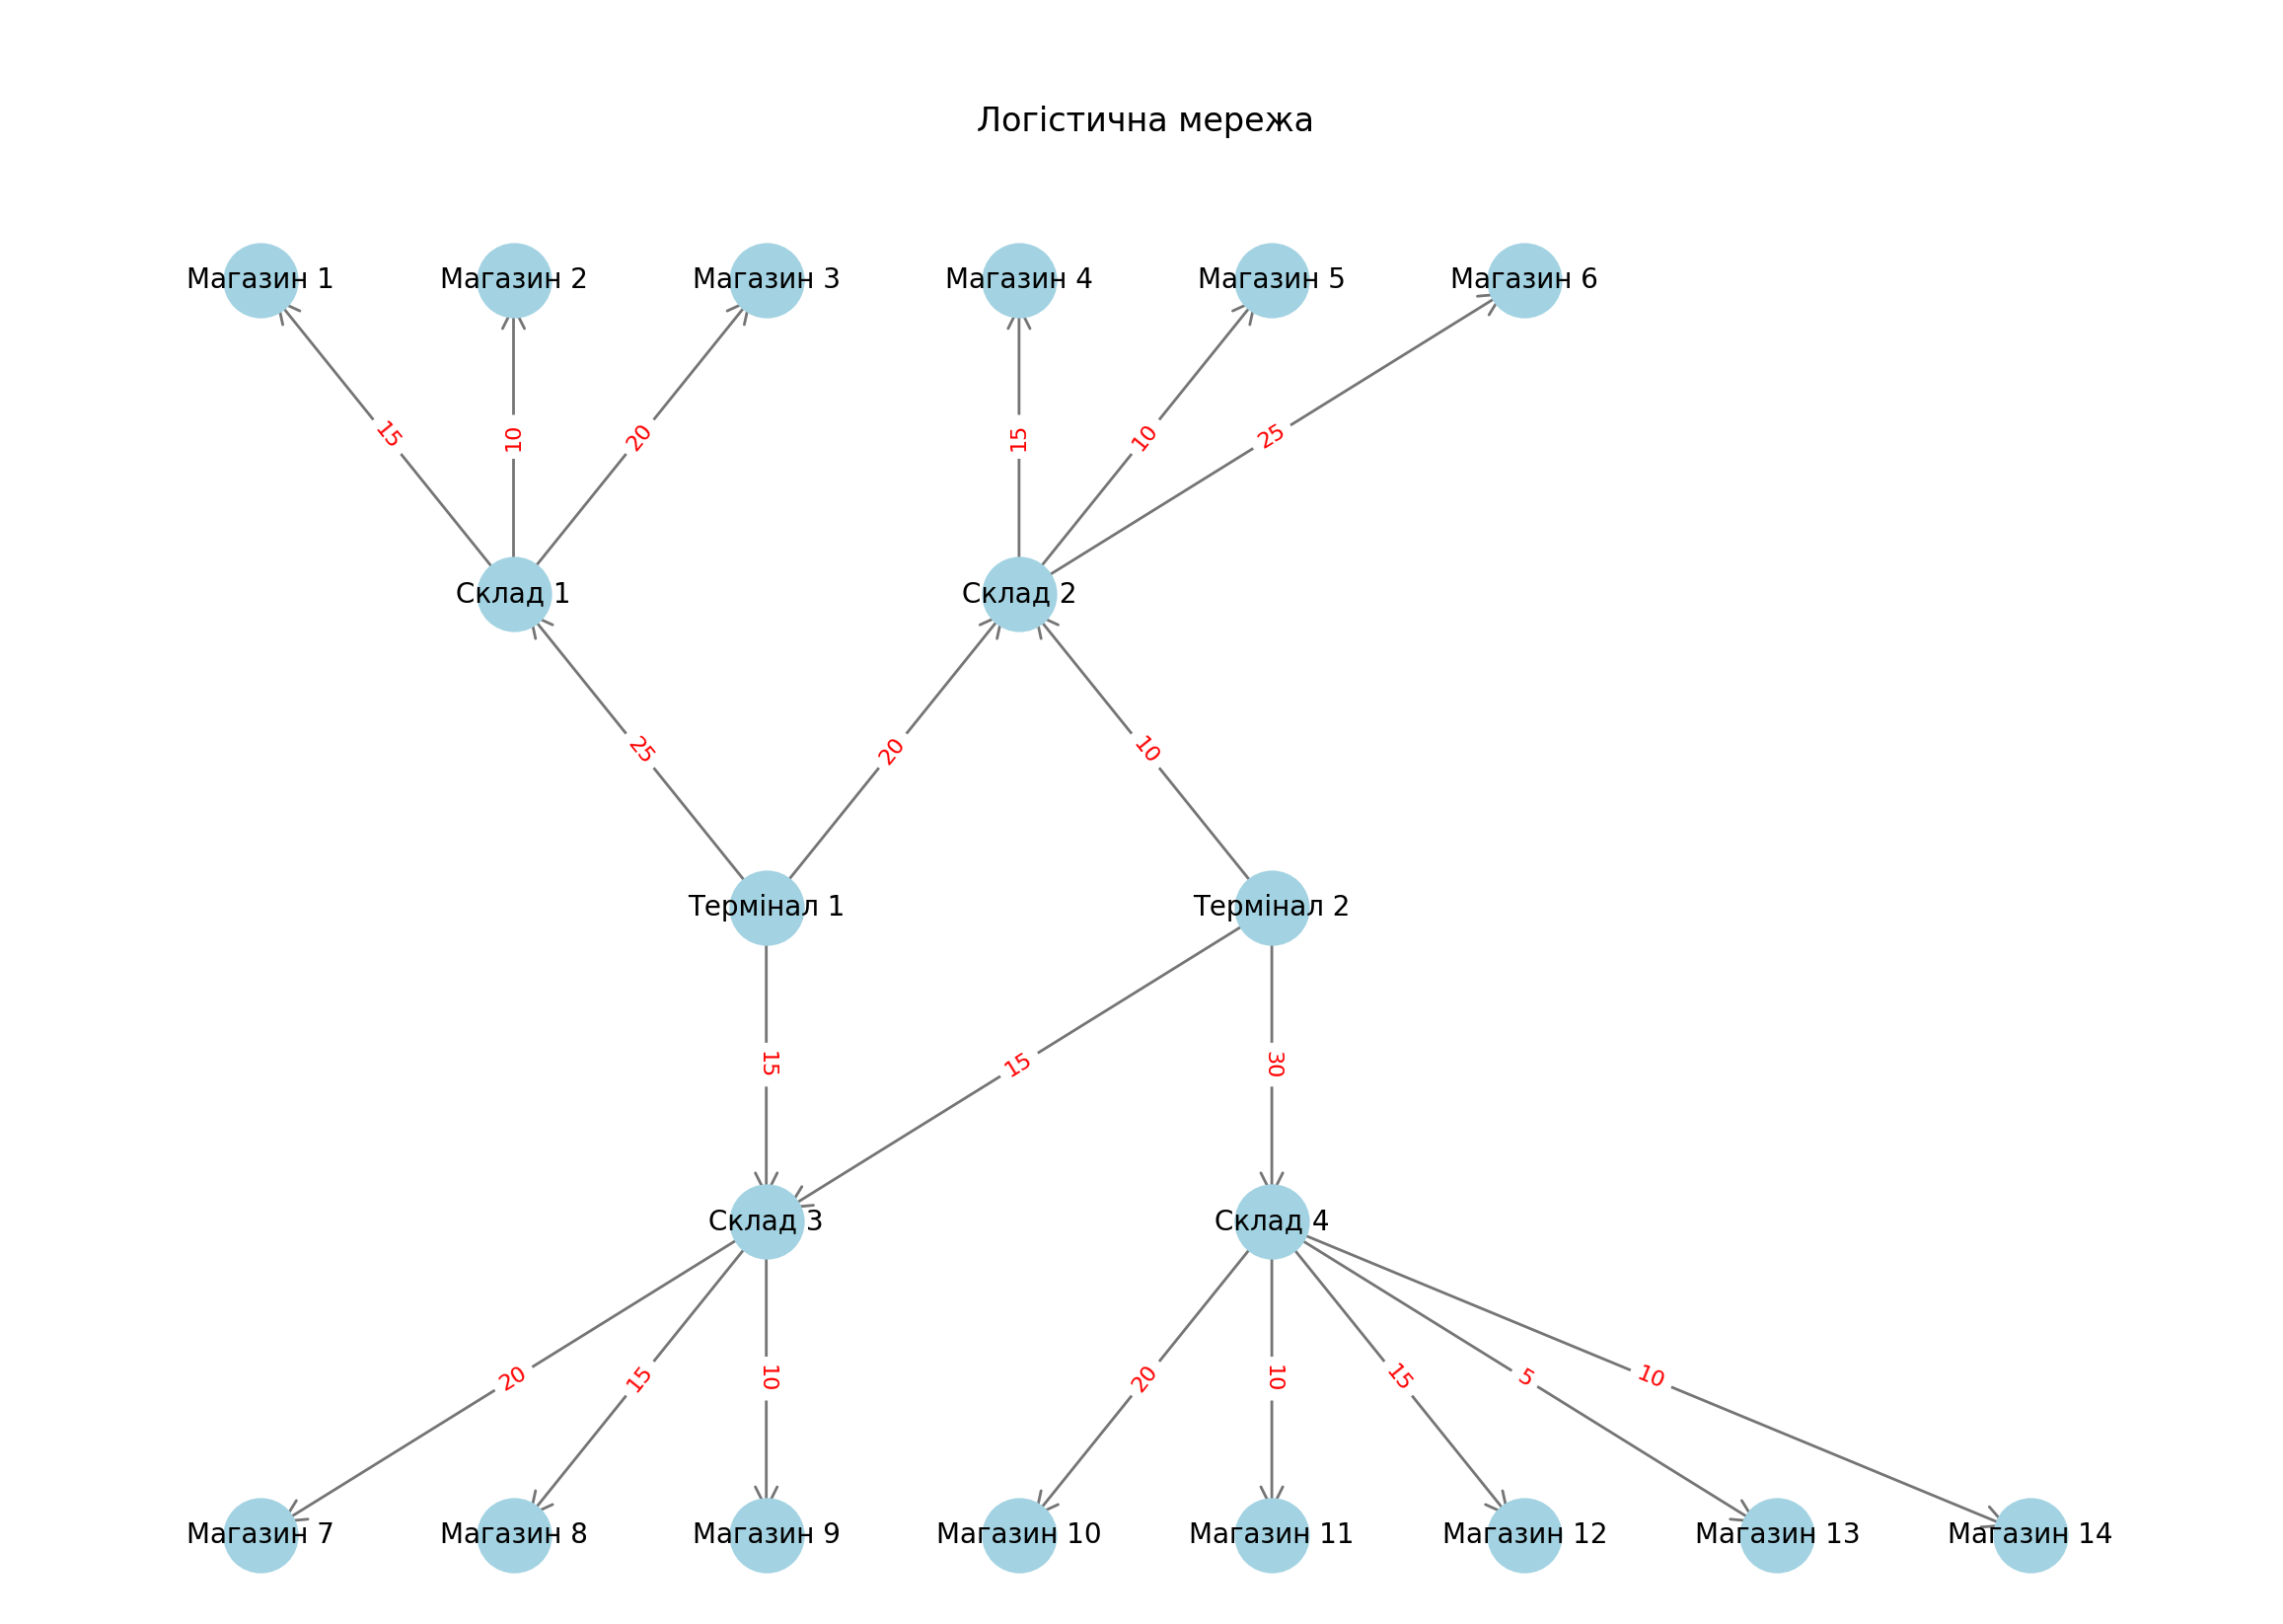 Логістична мережа
Магазин 1
Магазин 2
Магазин 3
Магазин 4
Магазин 5
Магазин 6
15
10
20
15
10
25
Склад 1
Склад 2
25
20
10
Термінал 1
Термінал 2
15
15
30
Склад 3
Склад 4
20
15
10
20
10
15
5
10
Магазин 7
Магазин 8
Магазин 9
Магазин 10
Магазин 11
Магазин 12
Магазин 13
Магазин 14